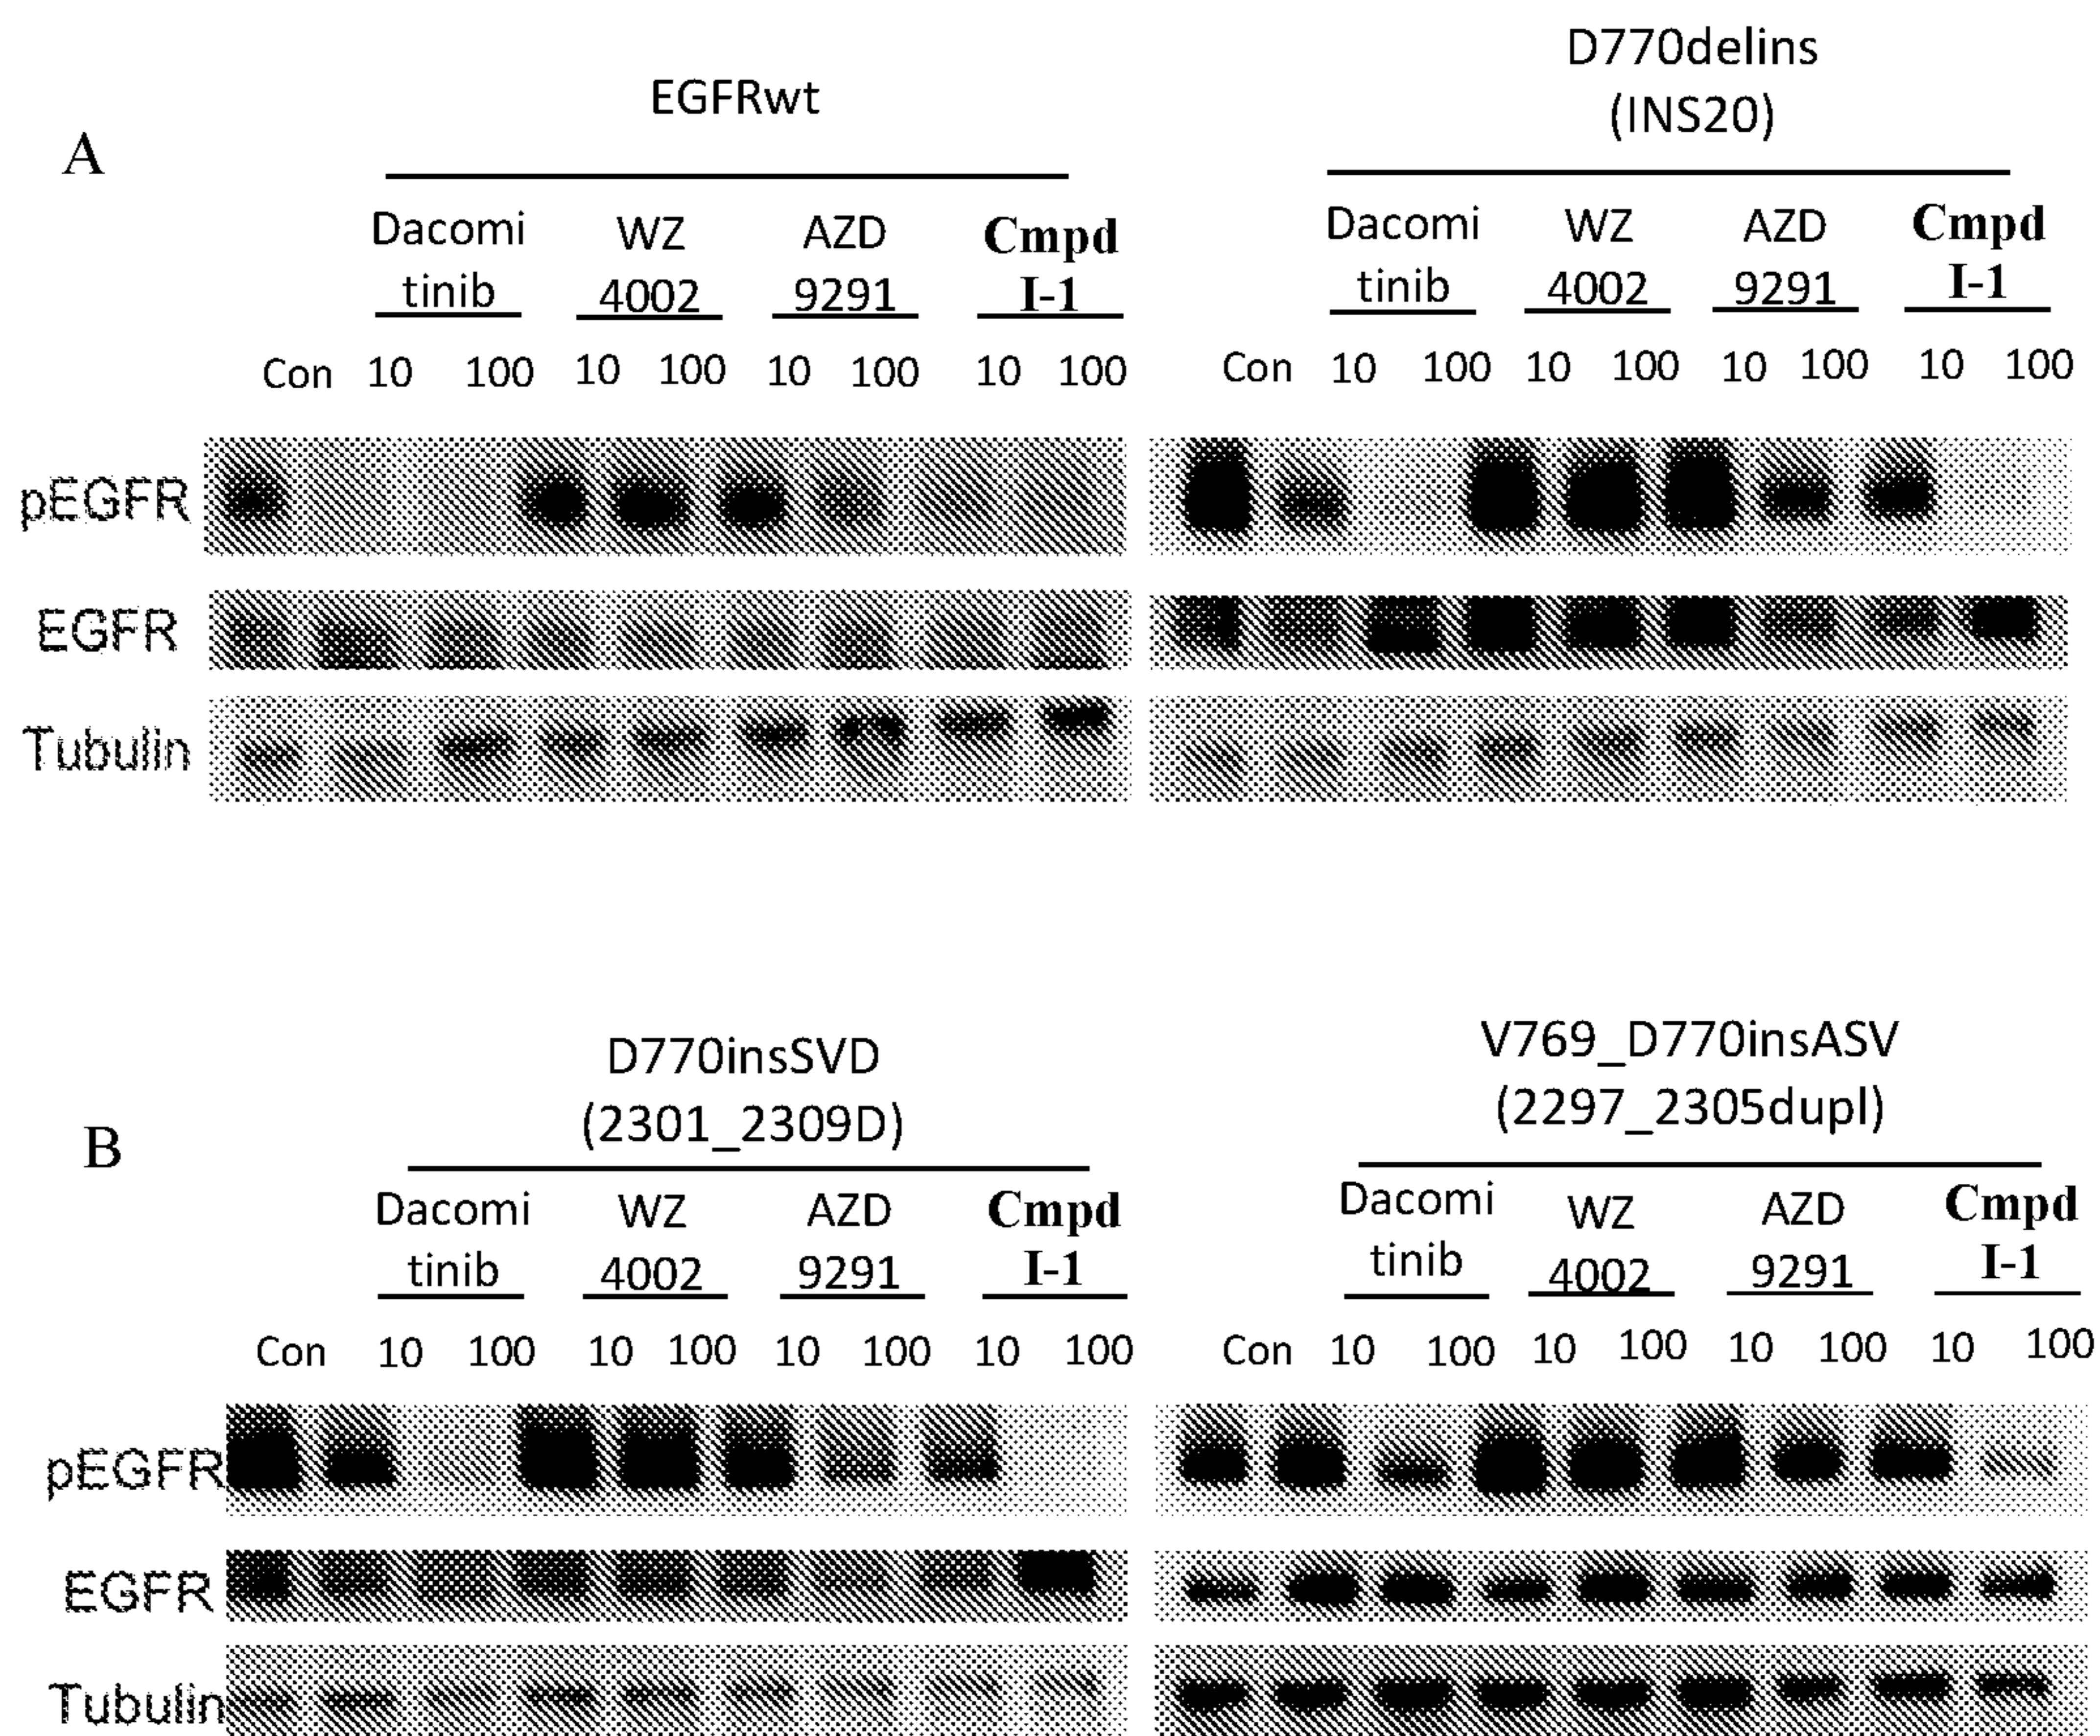 A
EGFRwt
Dacomi
tinib
WZ
4002
AZD
9291
Cmpd
I-1
Con 10 100 10 100 10 100 10 100
D770delins
(INS20)
Dacomi
tinib
WZ
4002
AZD
9291
Cmpd
I-1
Con 10 100 10 100 10 100 10 100
pEGFR
EGFR
Tubulin
B
D770insSVD
(2301_2309D)
Dacomi
tinib
WZ
4002
AZD
9291
Cmpd
I-1
Con 10 100 10 100 10 100 10 100
V769_D770insASV
(2297_2305dupl)
Dacomi
tinib
WZ
4002
AZD
9291
Cmpd
I-1
Con 10 100 10 100 10 100 10 100
pEGFR
EGFR
Tubulin